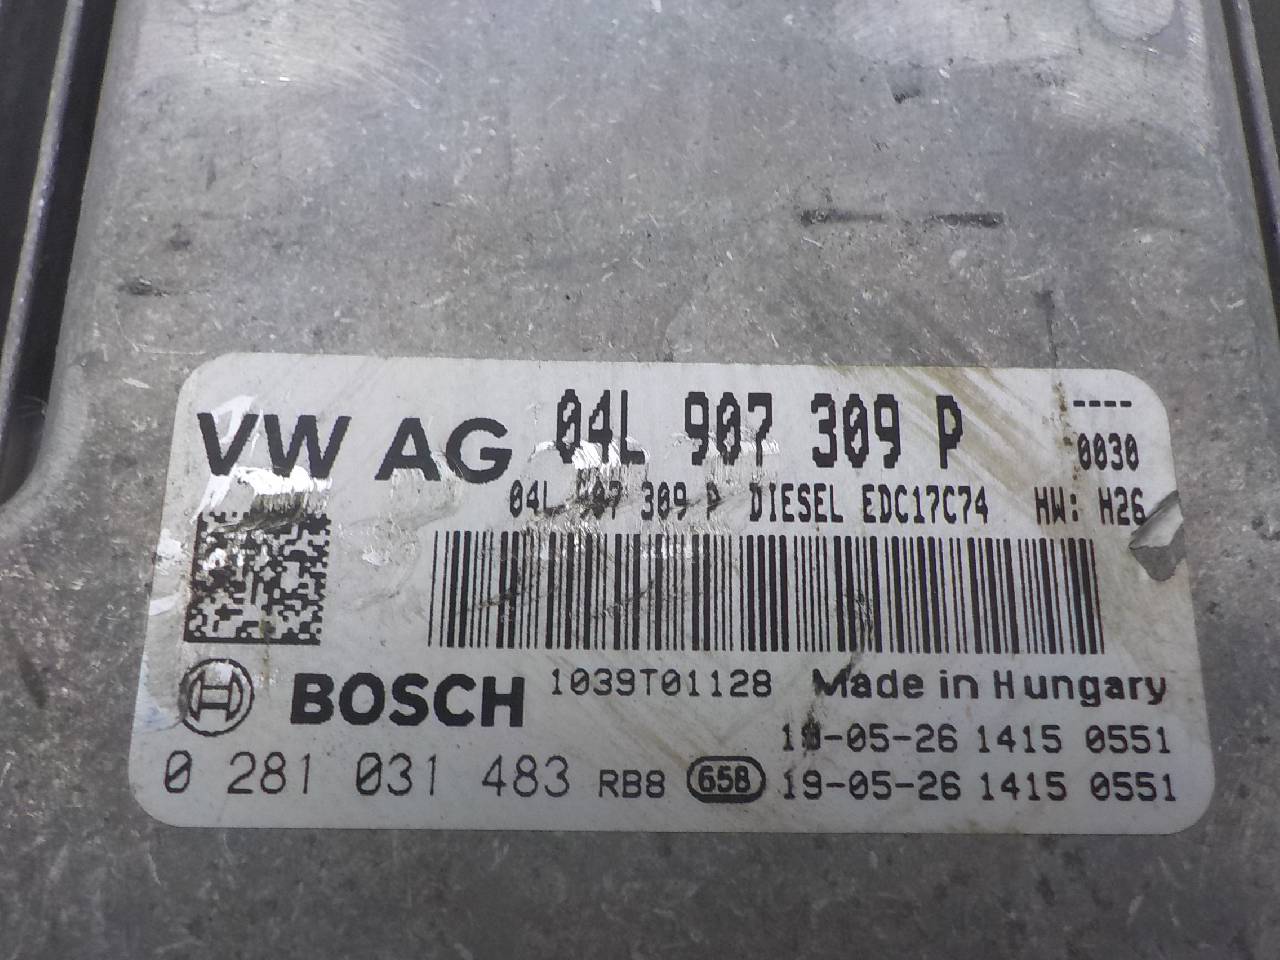 VW AG 04L 907 309 P ----
0030
04L 907 309 P DIESEL EDC17C74 HW: H26
BOSCH 1039T01128 Made in Hungary
19-05-26 1415 0551
0 281 031 483 RB8 658 19-05-26 1415 0551